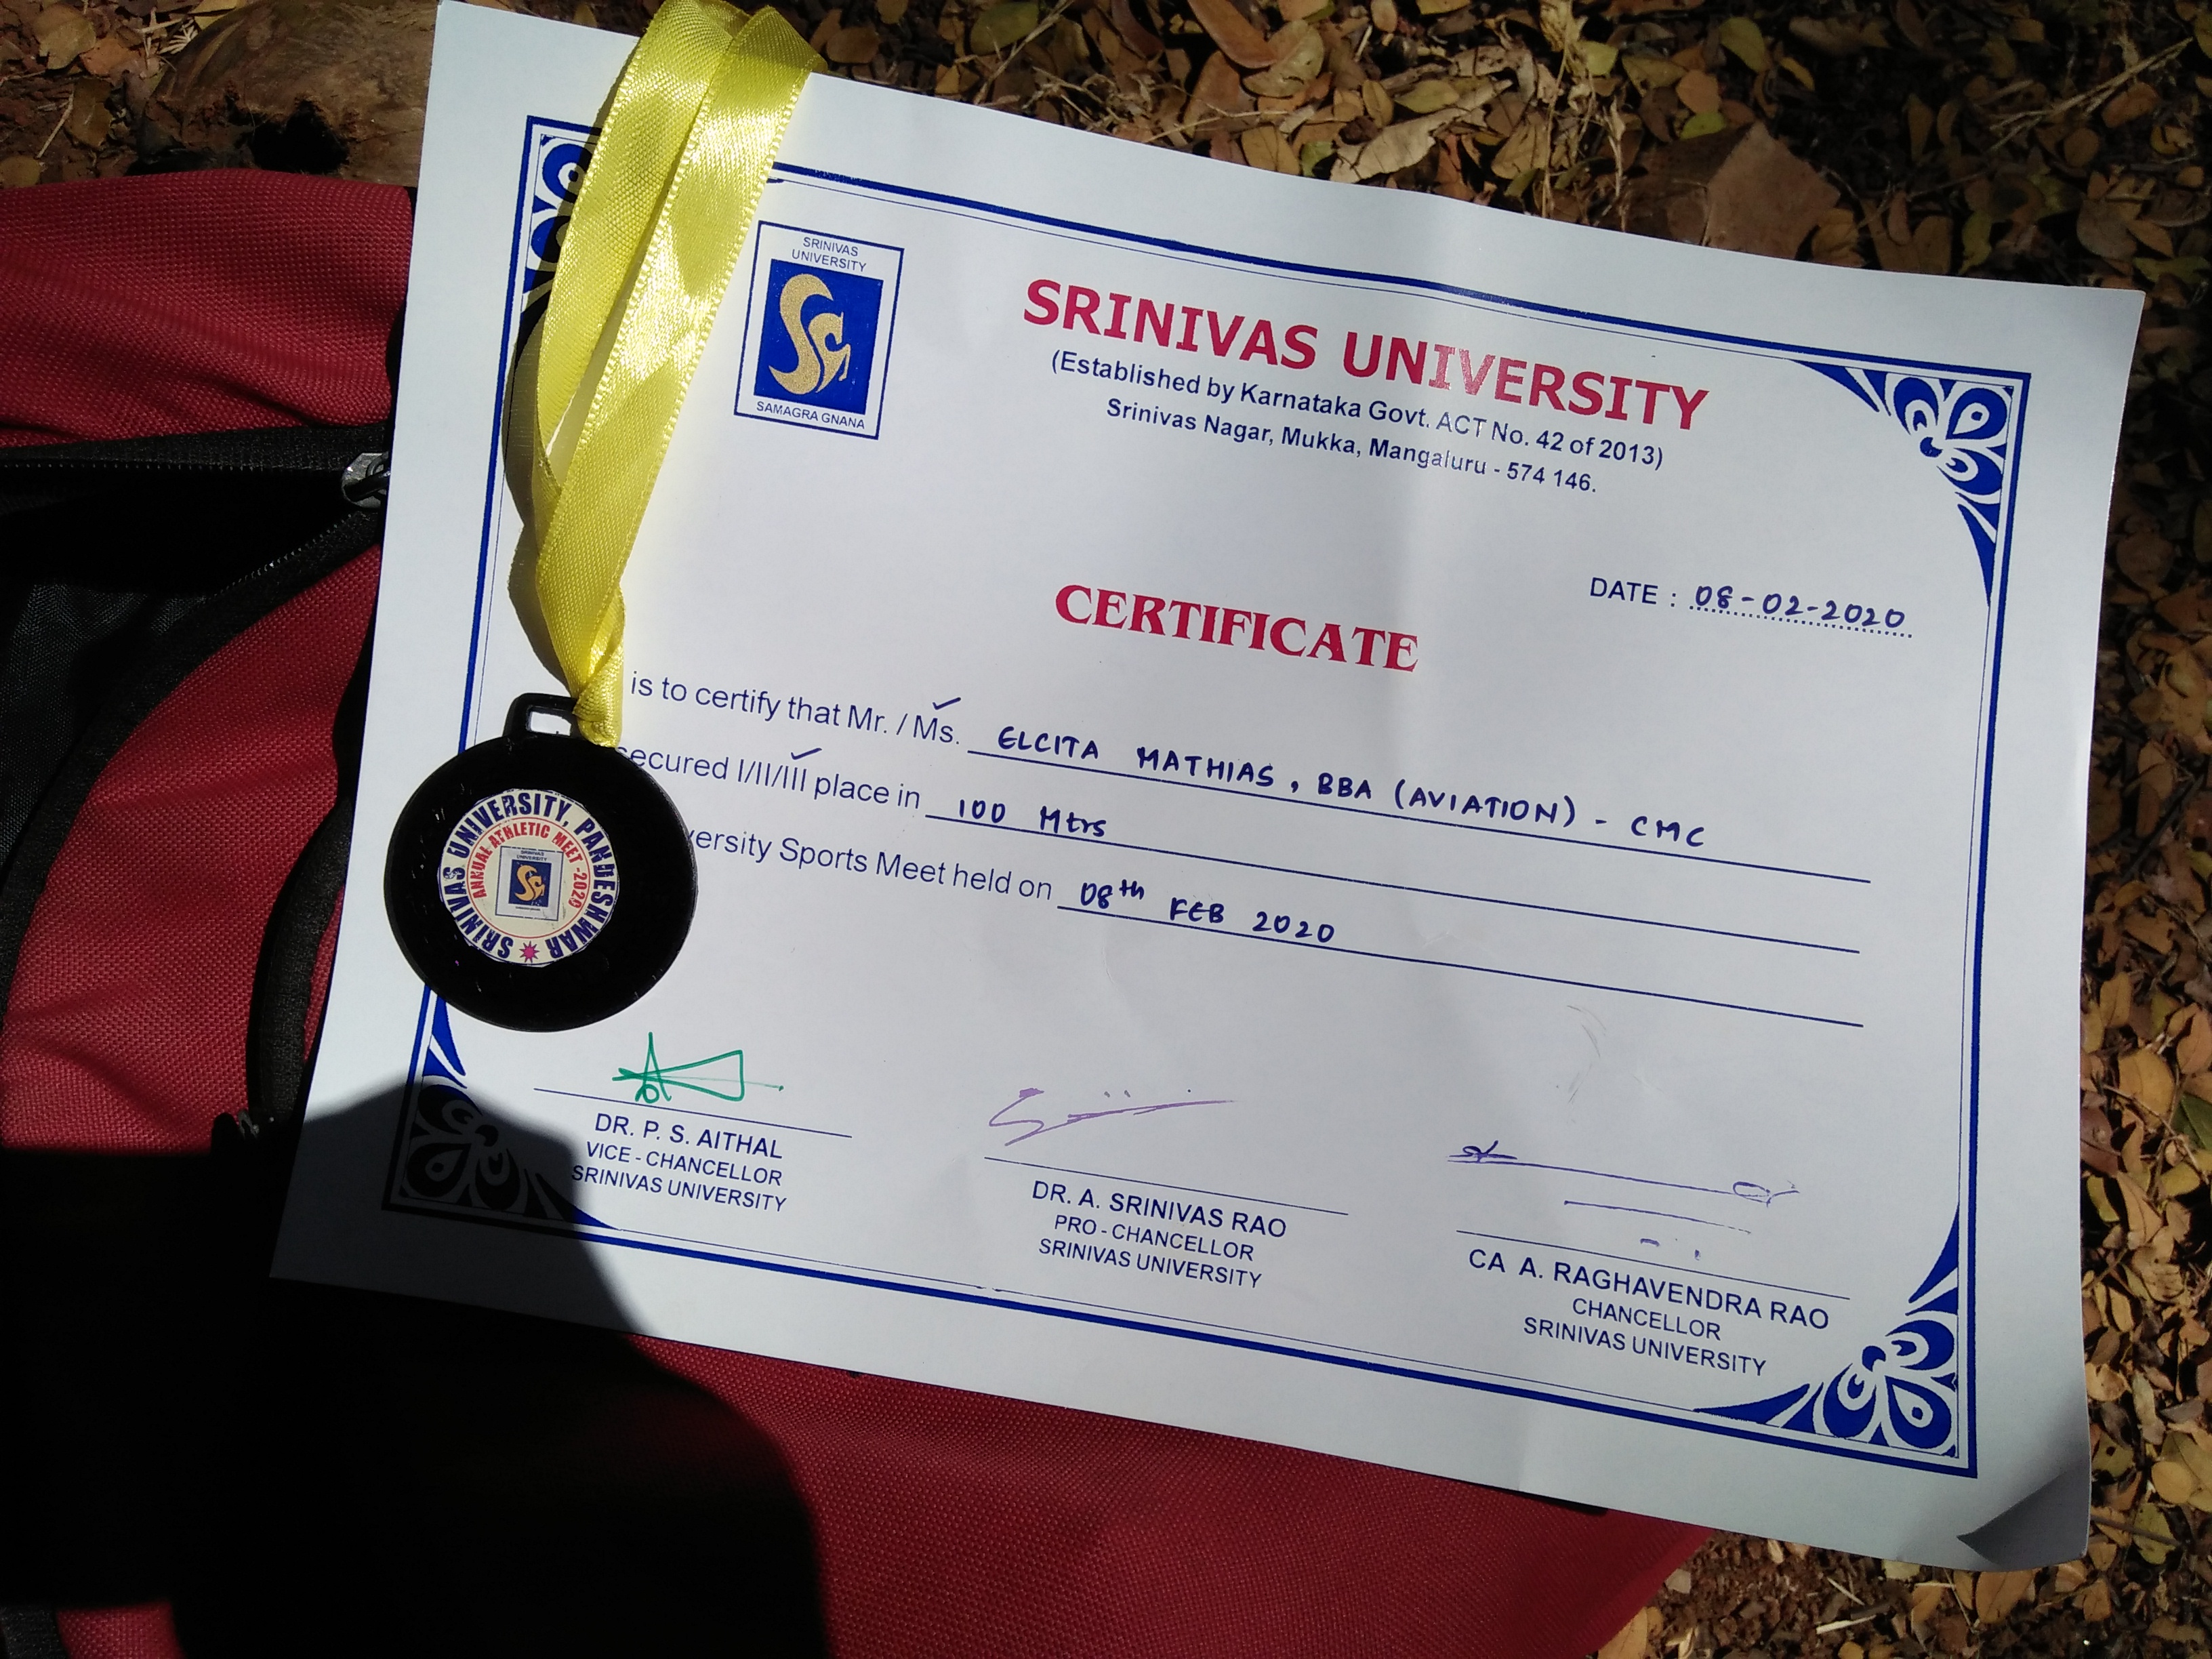 SRINIVAS
UNIVERSITY
SAMAGRA GNANA
SRINIVAS UNIVERSITY
(Established by Karnataka Govt. ACT No. 42 of 2013)
Srinivas Nagar, Mukka, Mangaluru - 574 146.
DATE : 08-02-2020
CERTIFICATE
is to certify that Mr. / Ms. ELCITA MATHIAS, BBA (AVIATION) - CMC
ecured I/II/III place in 100 Mtrs
versity Sports Meet held on 08th FEB 2020
SRINIVAS UNIVERSITY, PANDESHWAR
ANNUAL ATHLETIC MEET - 2020
DR. P. S. AITHAL
VICE - CHANCELLOR
SRINIVAS UNIVERSITY
DR. A. SRINIVAS RAO
PRO - CHANCELLOR
SRINIVAS UNIVERSITY
CA A. RAGHAVENDRA RAO
CHANCELLOR
SRINIVAS UNIVERSITY